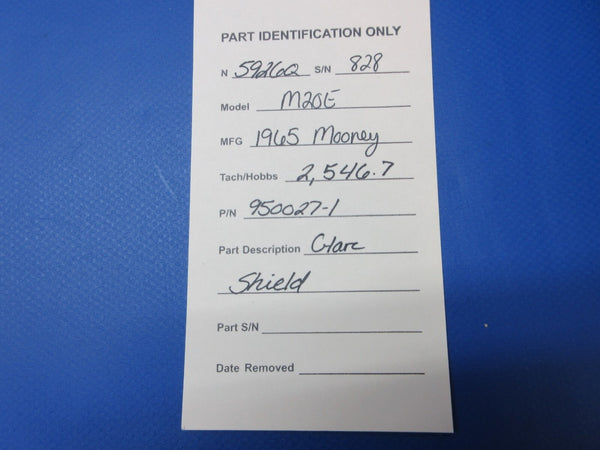 PART IDENTIFICATION ONLY
N 5926Q S/N 828
Model M20E
MFG 1965 Mooney
Tach/Hobbs 2,546.7
P/N 950027-1
Part Description Glare
Shield
Part S/N
Date Removed